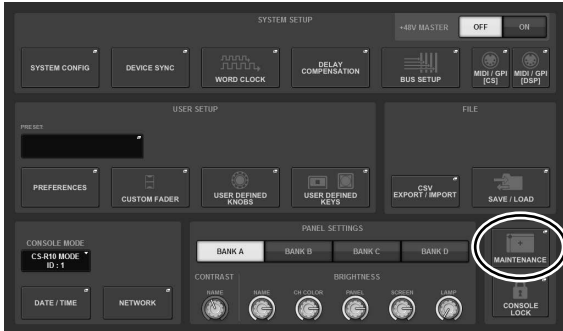 SYSTEM SETUP
+48V MASTER
OFF
ON
SYSTEM CONFIG
DEVICE SYNC
WORD CLOCK
DELAY
COMPENSATION
BUS SETUP
MIDI / GPI
[CS]
MIDI / GPI
[DSP]
USER SETUP
PRESET
PREFERENCES
CUSTOM FADER
USER DEFINED
KNOBS
USER DEFINED
KEYS
FILE
CSV
EXPORT / IMPORT
SAVE / LOAD
CONSOLE MODE
CS-R10 MODE
ID : 1
DATE / TIME
NETWORK
PANEL SETTINGS
BANK A
BANK B
BANK C
BANK D
CONTRAST
BRIGHTNESS
NAME
NAME
CH COLOR
PANEL
SCREEN
LAMP
MAINTENANCE
CONSOLE
LOCK